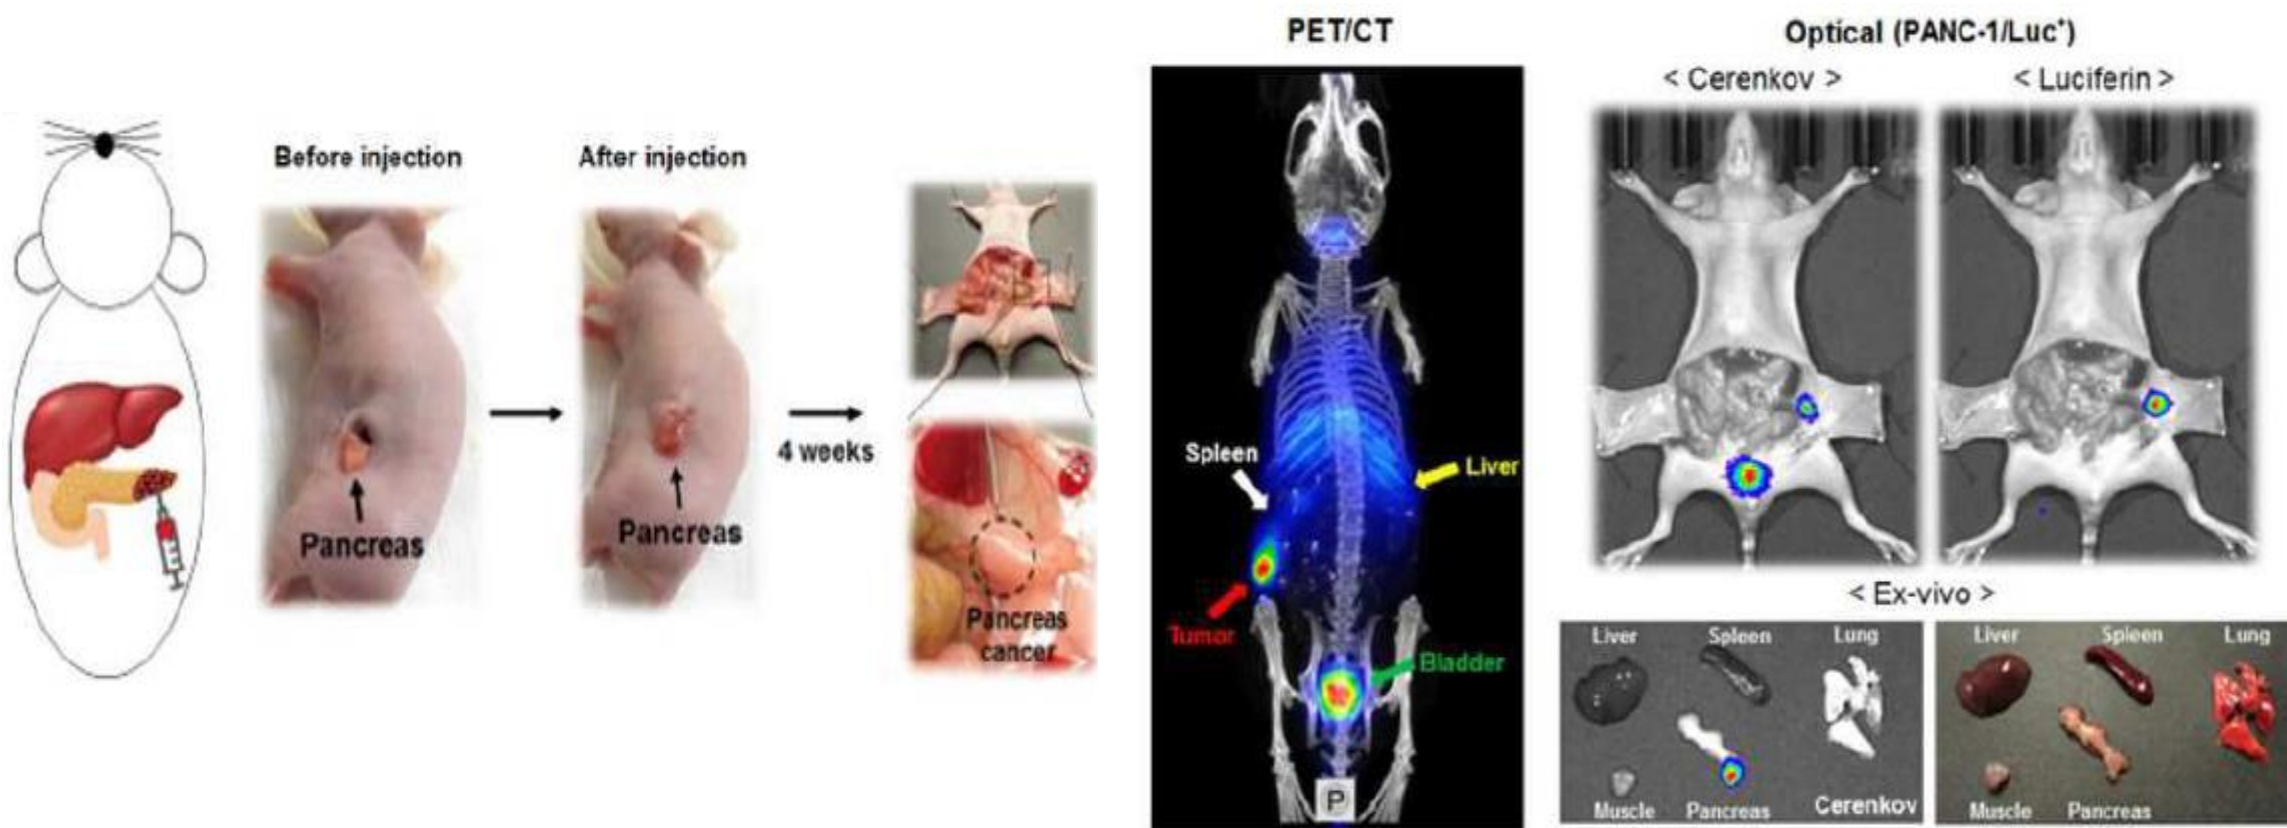 Before injection
Pancreas
After injection
Pancreas
4 weeks
Pancreas
cancer
PET/CT
Spleen
Liver
Tumor
Bladder
P
Optical (PANC-1/Luc⁺)
< Cerenkov >
< Luciferin >
< Ex-vivo >
Liver
Spleen
Lung
Muscle
Pancreas
Cerenkov
Liver
Spleen
Lung
Muscle
Pancreas